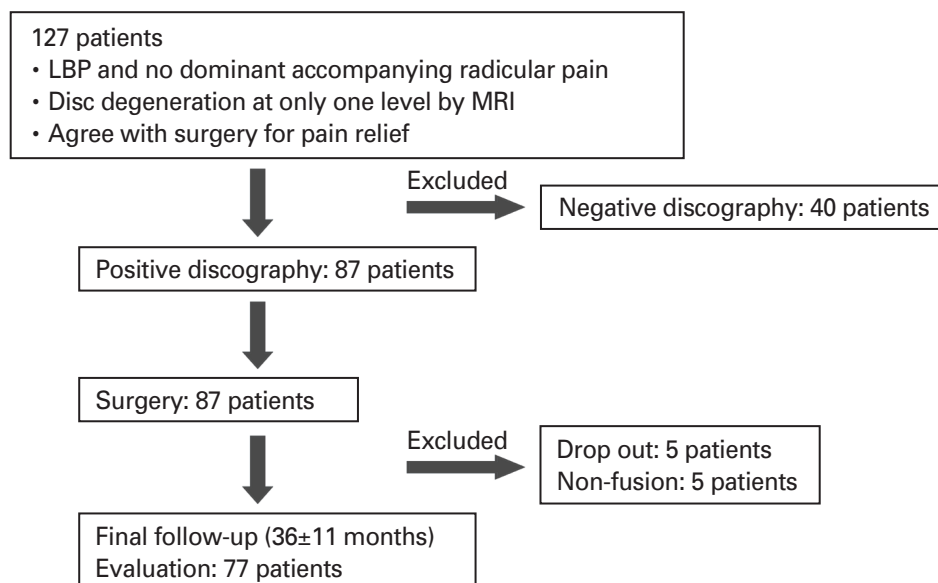 127 patients
・LBP and no dominant accompanying radicular pain
・Disc degeneration at only one level by MRI
・Agree with surgery for pain relief
Excluded
Negative discography: 40 patients
Positive discography: 87 patients
Surgery: 87 patients
Excluded
Drop out: 5 patients
Non-fusion: 5 patients
Final follow-up (36±11 months)
Evaluation: 77 patients